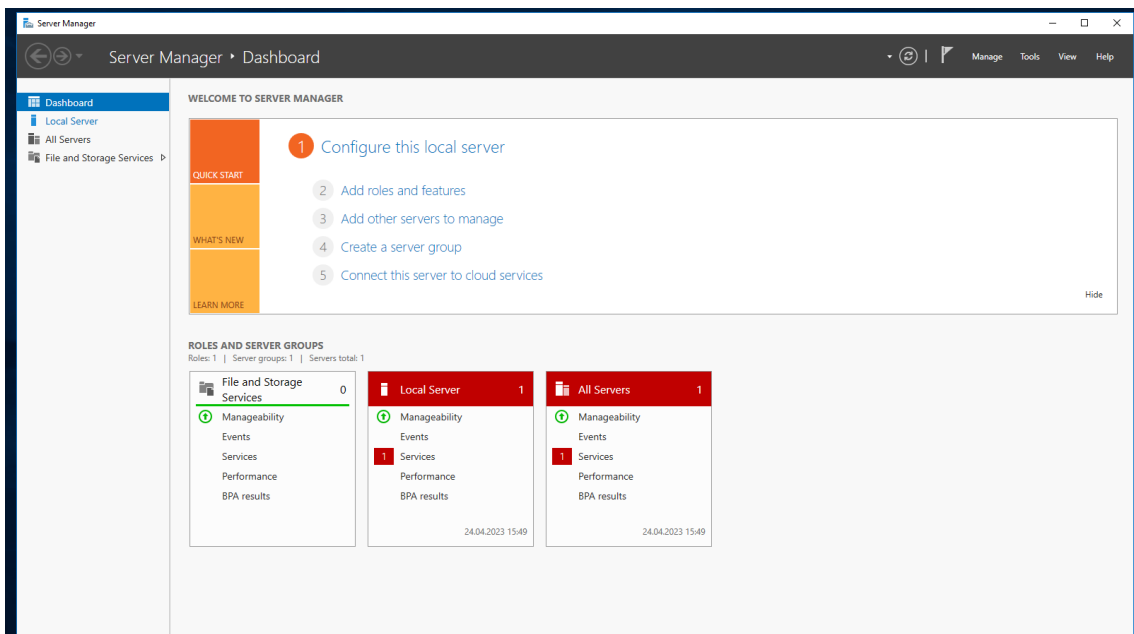 Server Manager
Server Manager ‣ Dashboard
Manage Tools View Help
Dashboard
Local Server
All Servers
File and Storage Services
WELCOME TO SERVER MANAGER
QUICK START
WHAT'S NEW
LEARN MORE
1 Configure this local server
2 Add roles and features
3 Add other servers to manage
4 Create a server group
5 Connect this server to cloud services
Hide
ROLES AND SERVER GROUPS
Roles: 1 | Server groups: 1 | Servers total: 1
File and Storage
Services 0
Manageability
Events
Services
Performance
BPA results
Local Server 1
Manageability
Events
1 Services
Performance
BPA results
24.04.2023 15:49
All Servers 1
Manageability
Events
1 Services
Performance
BPA results
24.04.2023 15:49